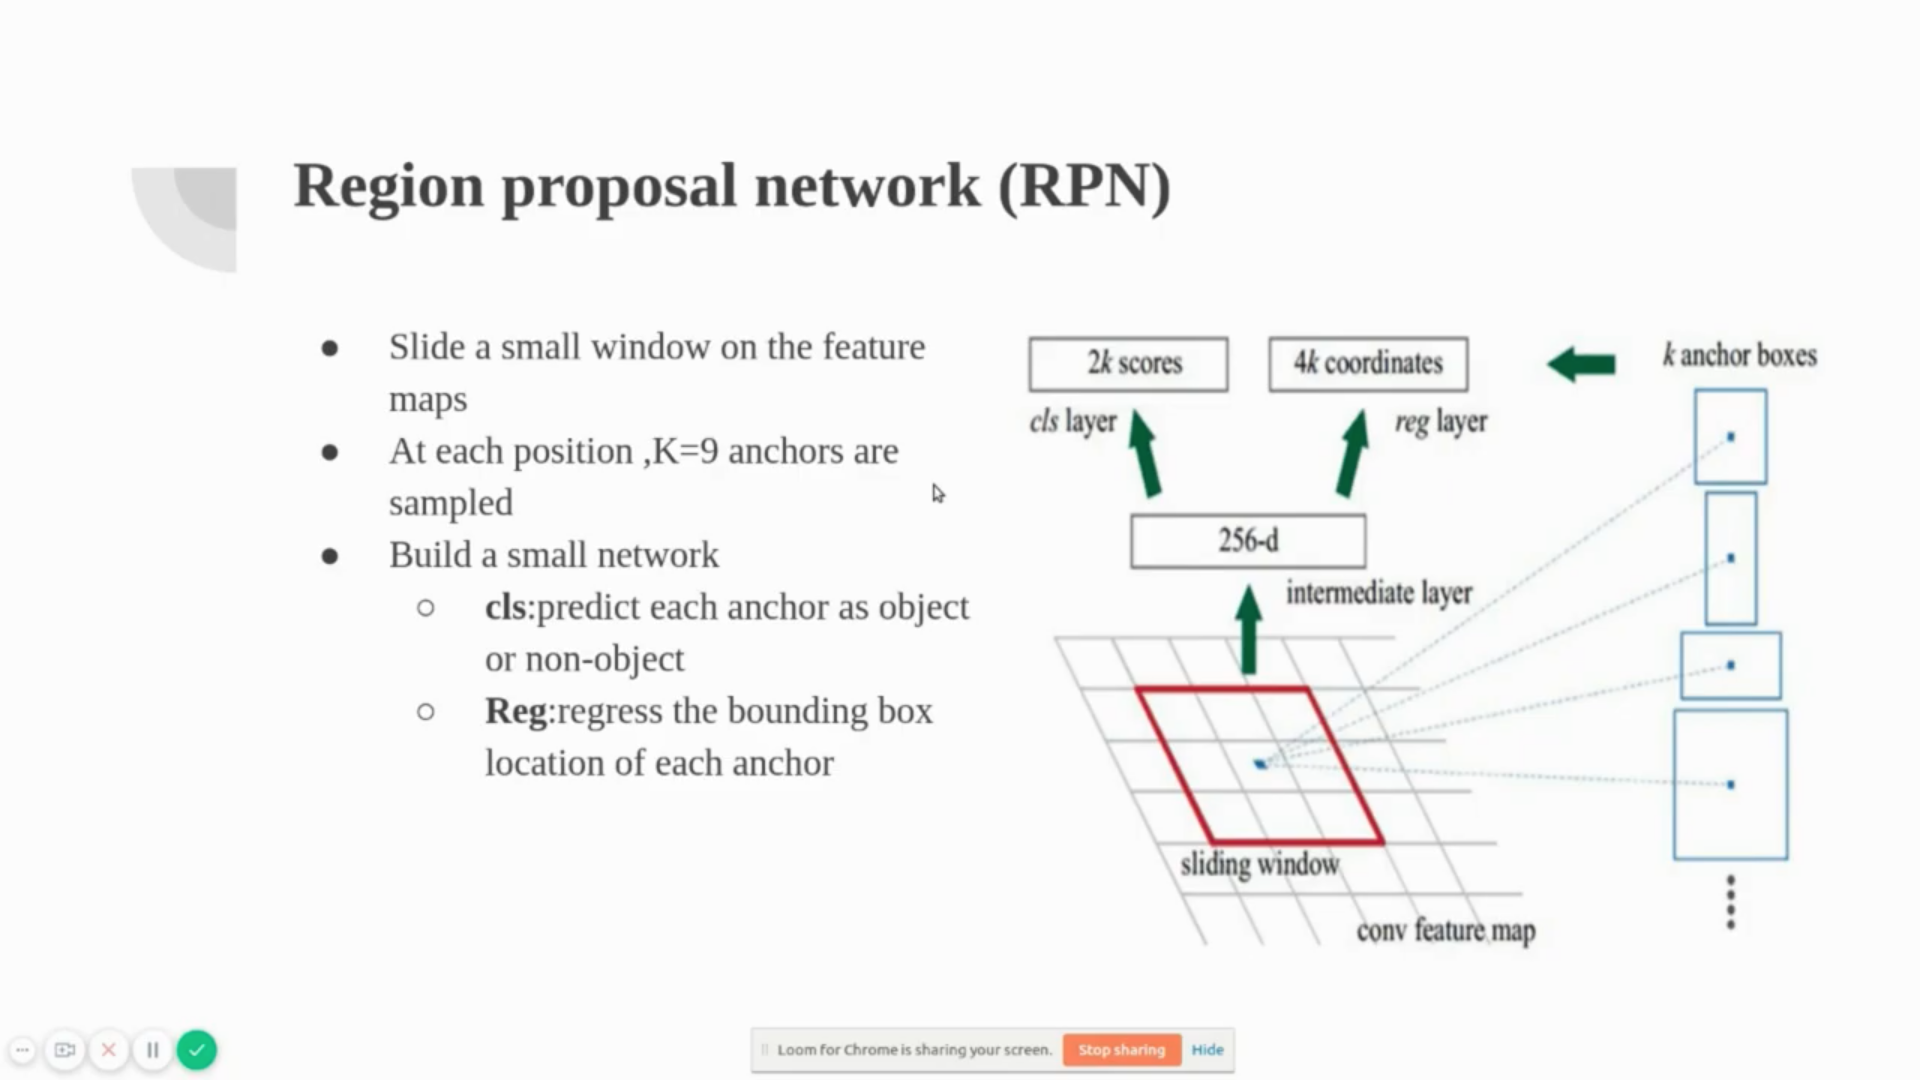 Region proposal network (RPN)
● Slide a small window on the feature
maps
● At each position ,K=9 anchors are
sampled
● Build a small network
○ cls:predict each anchor as object
or non-object
○ Reg:regress the bounding box
location of each anchor
2k scores
4k coordinates
k anchor boxes
cls layer
reg layer
256-d
intermediate layer
sliding window
conv feature map
Loom for Chrome is sharing your screen.
Stop sharing
Hide